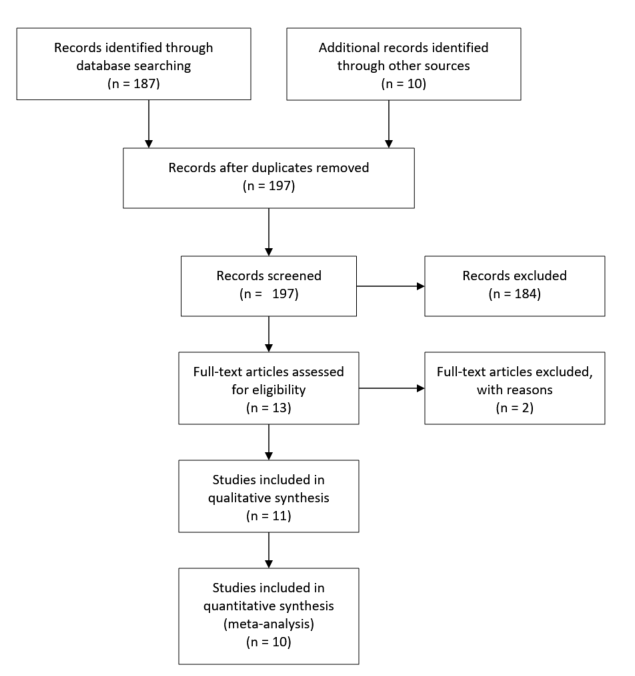 Records identified through
database searching
(n = 187)
Additional records identified
through other sources
(n = 10)
Records after duplicates removed
(n = 197)
Records screened
(n =   197)
Records excluded
(n = 184)
Full-text articles assessed
for eligibility
(n = 13)
Full-text articles excluded,
with reasons
(n = 2)
Studies included in
qualitative synthesis
(n = 11)
Studies included in
quantitative synthesis
(meta-analysis)
(n = 10)